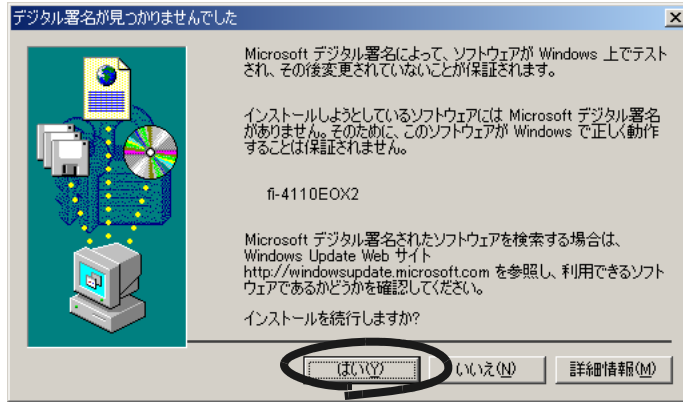 デジタル署名が見つかりませんでした
Microsoft デジタル署名によって、ソフトウェアが Windows 上でテスト
され、その後変更されていないことが保証されます。
インストールしようとしているソフトウェアには Microsoft デジタル署名
がありません。そのために、このソフトウェアが Windows で正しく動作
することは保証されません。
fi-4110EOX2
Microsoft デジタル署名されたソフトウェアを検索する場合は、
Windows Update Web サイト
http://windowsupdate.microsoft.com を参照し、利用できるソフト
ウェアであるかどうかを確認してください。
インストールを続行しますか?
はい(Y) いいえ(N) 詳細情報(M)